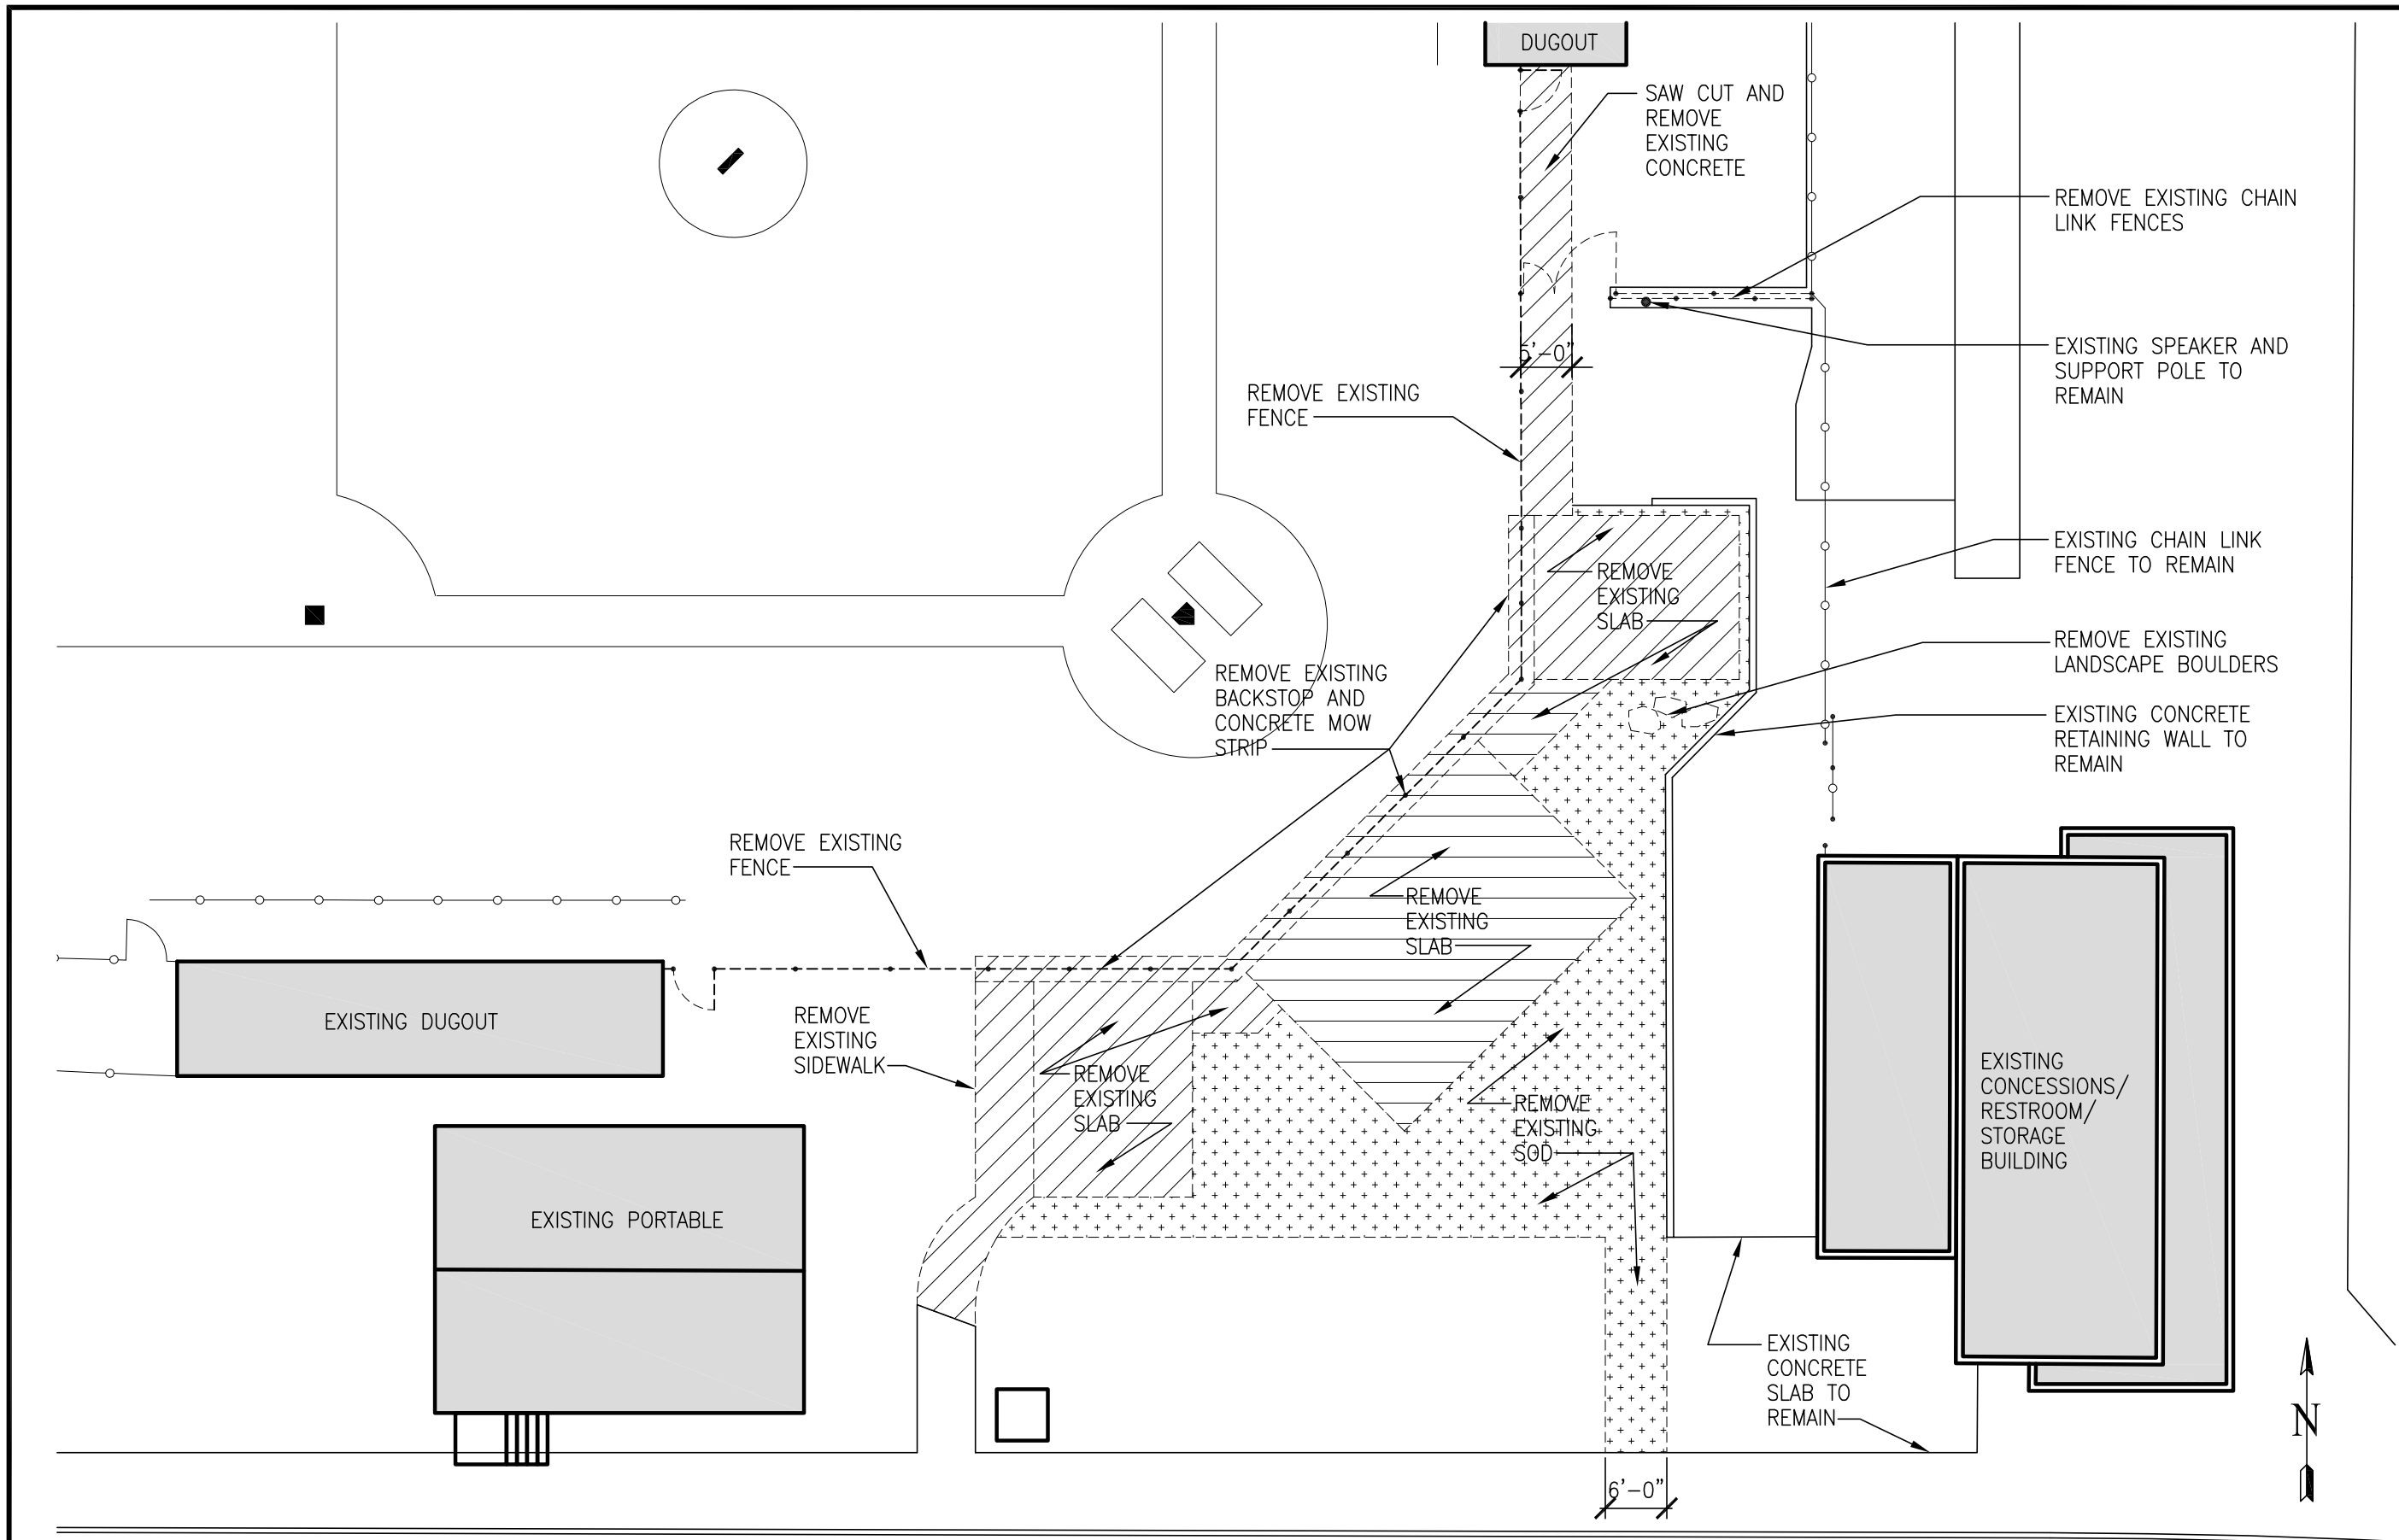 DUGOUT
SAW CUT AND
REMOVE
EXISTING
CONCRETE
REMOVE EXISTING CHAIN
LINK FENCES
EXISTING SPEAKER AND
SUPPORT POLE TO
REMAIN
5'-0"
REMOVE EXISTING
FENCE
EXISTING CHAIN LINK
FENCE TO REMAIN
REMOVE
EXISTING
SLAB
REMOVE EXISTING
LANDSCAPE BOULDERS
REMOVE EXISTING
BACKSTOP AND
CONCRETE MOW
STRIP
EXISTING CONCRETE
RETAINING WALL TO
REMAIN
REMOVE EXISTING
FENCE
REMOVE
EXISTING
SLAB
EXISTING DUGOUT
REMOVE
EXISTING
SIDEWALK
REMOVE
EXISTING
SLAB
REMOVE
EXISTING
SOD
EXISTING
CONCESSIONS/
RESTROOM/
STORAGE
BUILDING
EXISTING PORTABLE
EXISTING
CONCRETE
SLAB TO
REMAIN
N
6'-0"